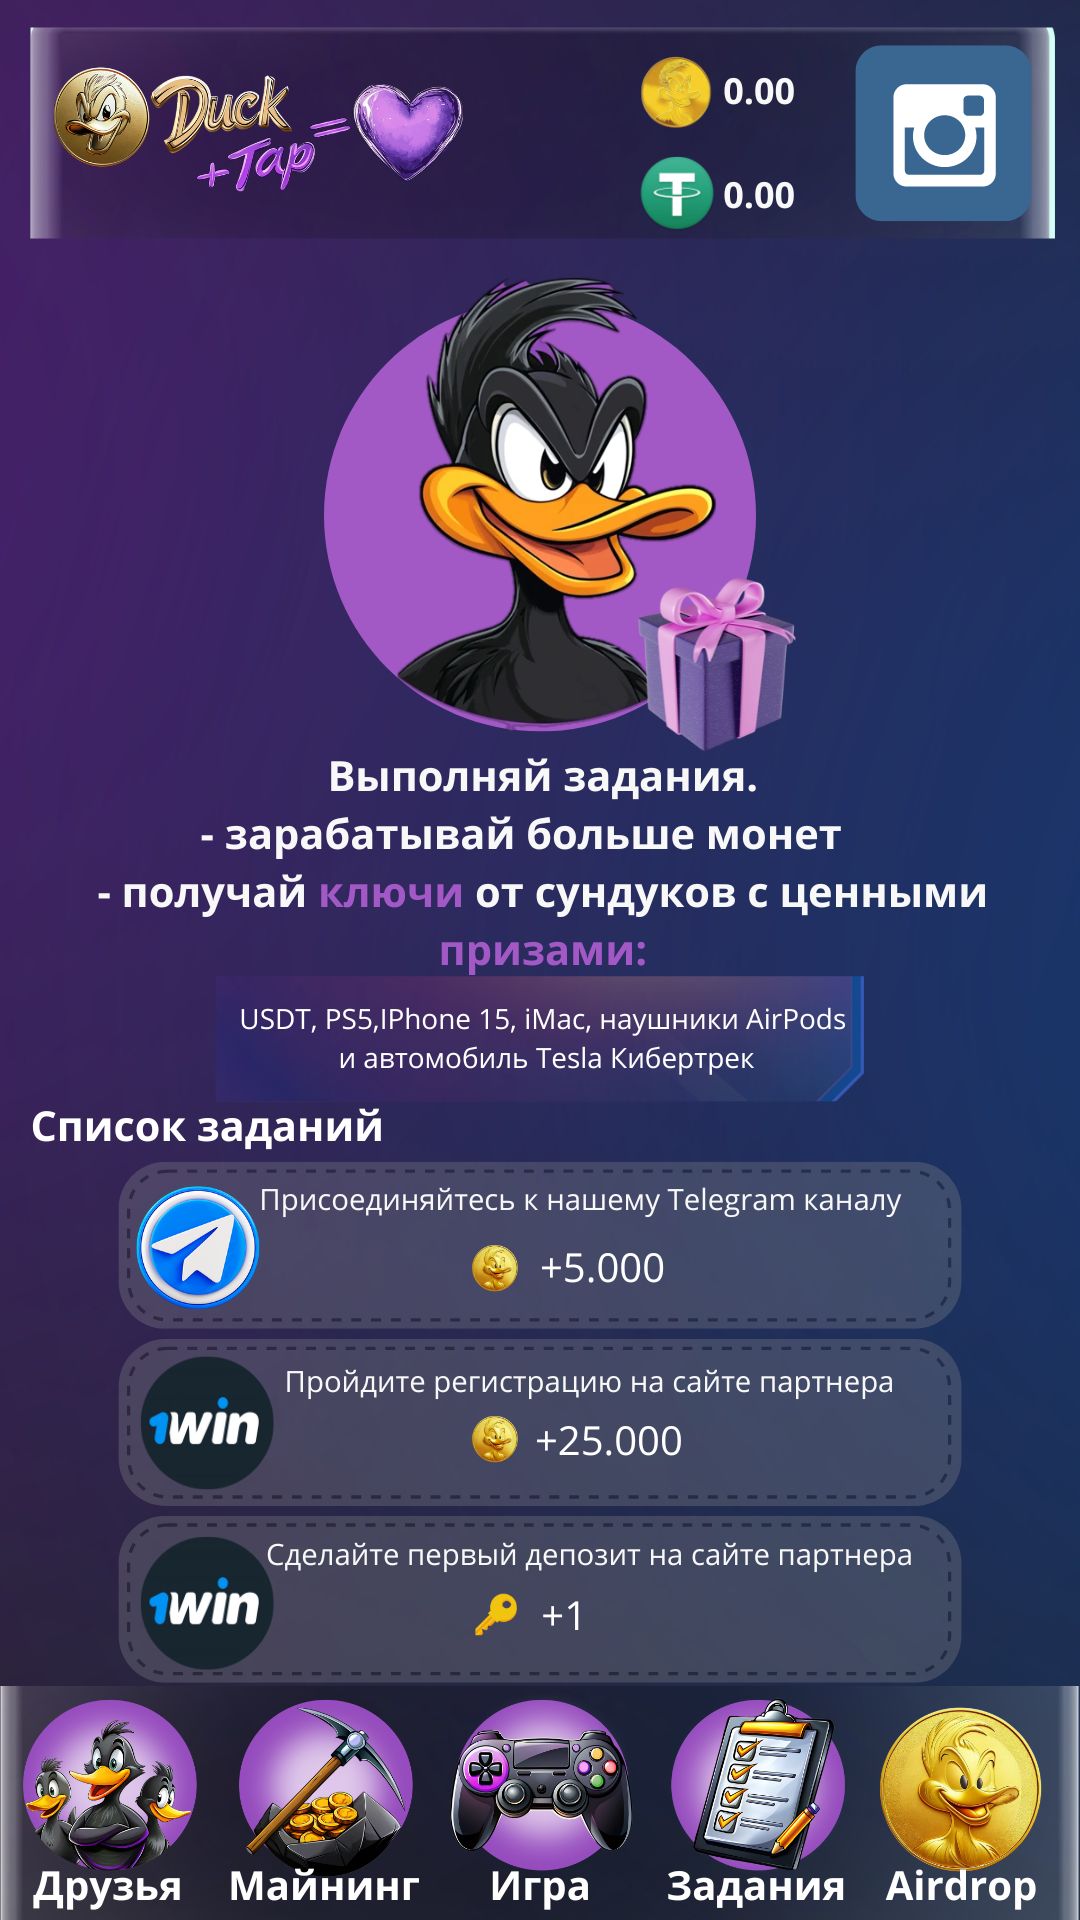 Duck
+Tap=
0.00
0.00
Выполняй задания.
- зарабатывай больше монет
- получай ключи от сундуков с ценными
призами:
USDT, PS5,IPhone 15, iMac, наушники AirPods
и автомобиль Tesla Кибертрек
Список заданий
Присоединяйтесь к нашему Telegram каналу
+5.000
Пройдите регистрацию на сайте партнера
1win
+25.000
Сделайте первый депозит на сайте партнера
1win
+1
Друзья Майнинг Игра Задания Airdrop